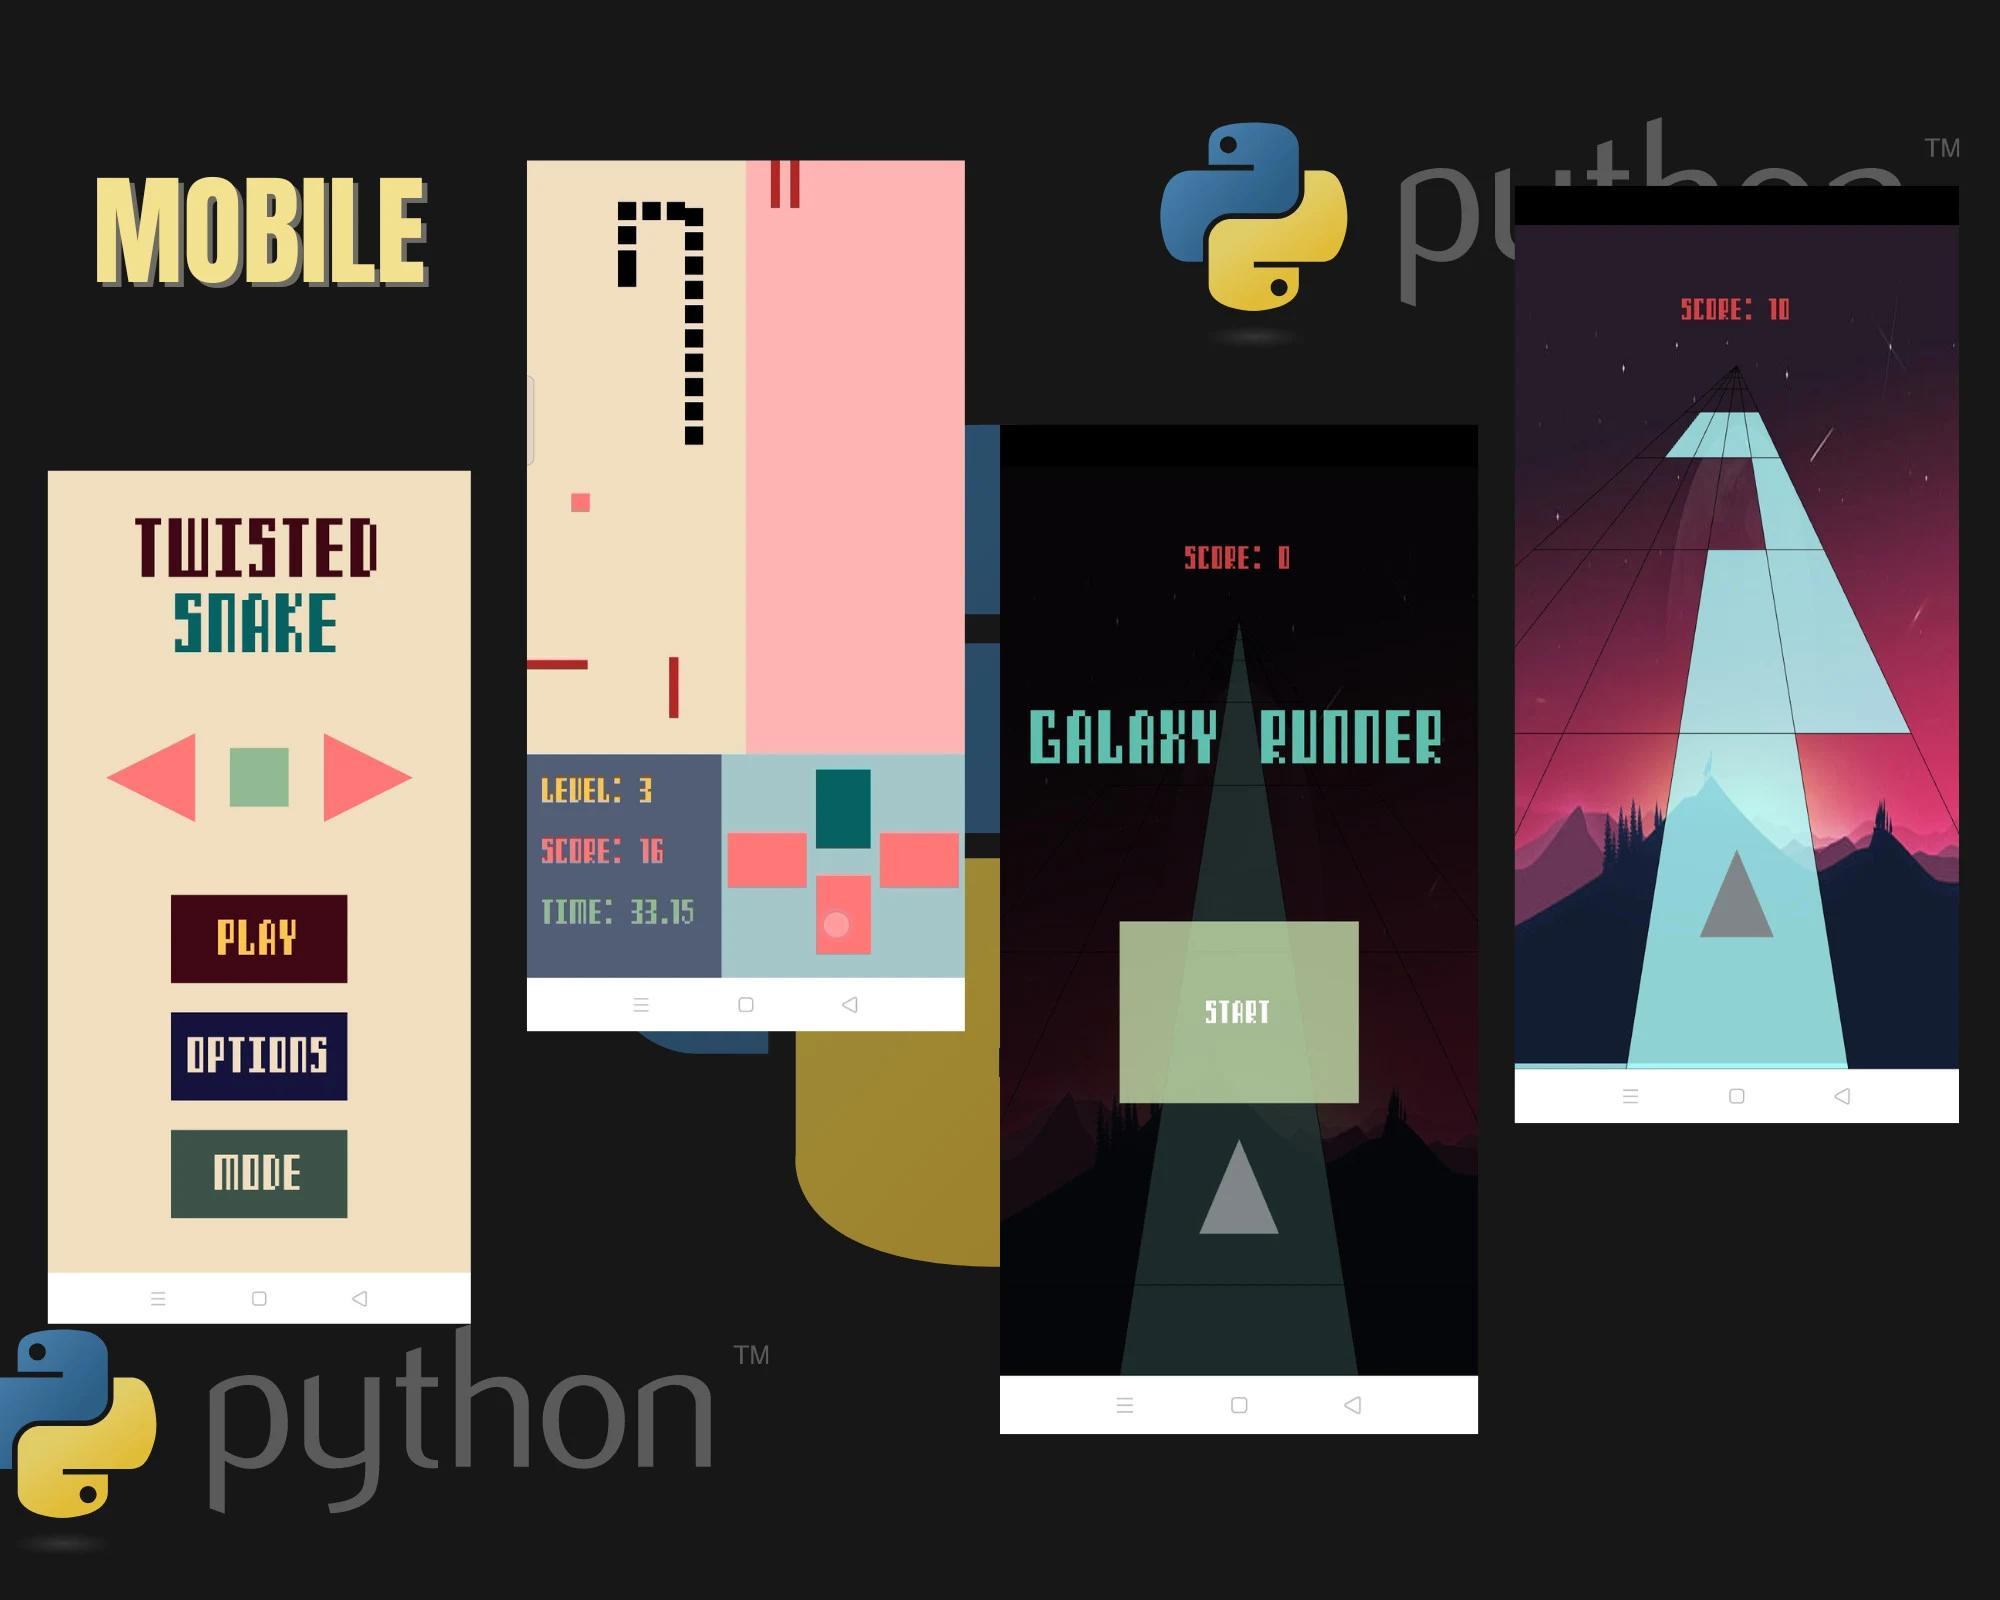 MOBILE
TWISTED
SNAKE
PLAY
OPTIONS
MODE
LEVEL: 3
SCORE: 16
TIME: 33.15
python TM
SCORE: 0
GALAXY RUNNER
START
python TM
SCORE: 10